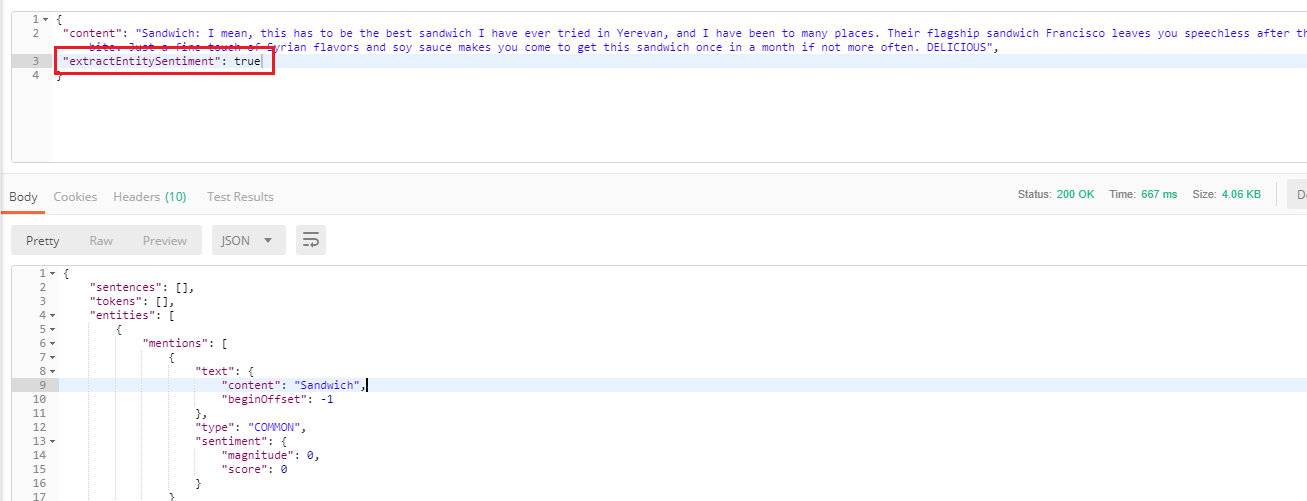 1 {
2 "content": "Sandwich: I mean, this has to be the best sandwich I have ever tried in Yerevan, and I have been to many places. Their flagship sandwich Francisco leaves you speechless after th
bite. Just a fine touch of Syrian flavors and soy sauce makes you come to get this sandwich once in a month if not more often. DELICIOUS",
3 "extractEntitySentiment": true
4 }
Body Cookies Headers (10) Test Results Status: 200 OK Time: 667 ms Size: 4.06 KB
Pretty Raw Preview JSON
1 {
2 "sentences": [],
3 "tokens": [],
4 "entities": [
5 {
6 "mentions": [
7 {
8 "text": {
9 "content": "Sandwich",
10 "beginOffset": -1
11 },
12 "type": "COMMON",
13 "sentiment": {
14 "magnitude": 0,
15 "score": 0
16 }
17 }